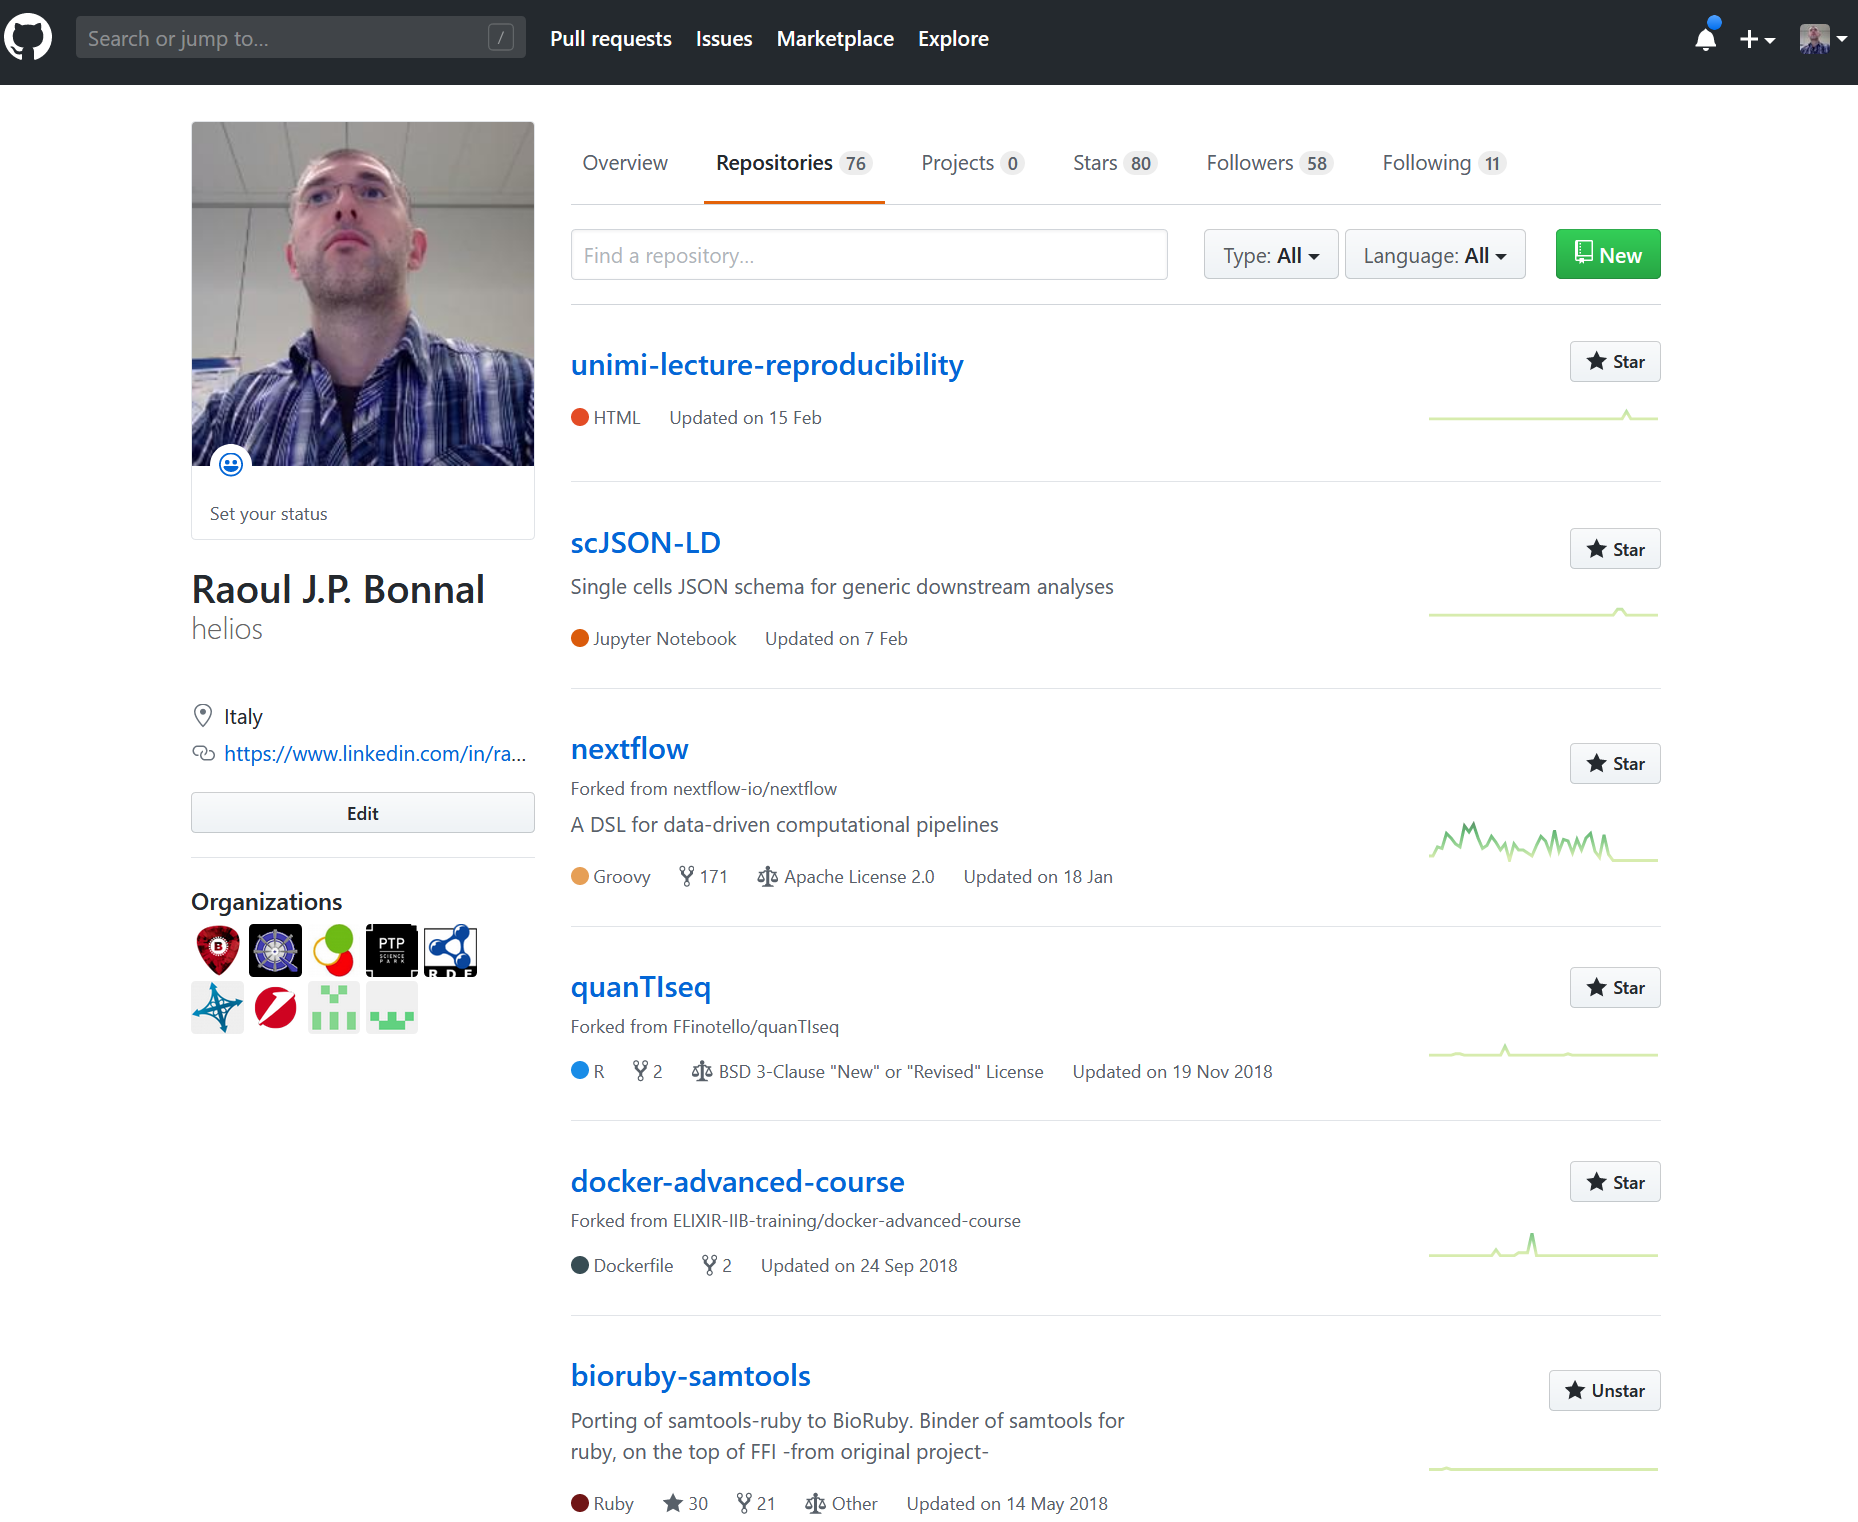 Search or jump to...
/
Pull requests
Issues
Marketplace
Explore
Set your status
Raoul J.P. Bonnal
helios
Italy
https://www.linkedin.com/in/ra...
Edit
Organizations
B
PTP
SCIENCE
PARK
RDF
Overview
Repositories 76
Projects 0
Stars 80
Followers 58
Following 11
Find a repository...
Type: All
Language: All
New
unimi-lecture-reproducibility
Star
HTML Updated on 15 Feb
scJSON-LD
Star
Single cells JSON schema for generic downstream analyses
Jupyter Notebook Updated on 7 Feb
nextflow
Star
Forked from nextflow-io/nextflow
A DSL for data-driven computational pipelines
Groovy 171 Apache License 2.0 Updated on 18 Jan
quanTIseq
Star
Forked from FFinotello/quanTIseq
R 2 BSD 3-Clause "New" or "Revised" License Updated on 19 Nov 2018
docker-advanced-course
Star
Forked from ELIXIR-IIB-training/docker-advanced-course
Dockerfile 2 Updated on 24 Sep 2018
bioruby-samtools
Unstar
Porting of samtools-ruby to BioRuby. Binder of samtools for
ruby, on the top of FFI -from original project-
Ruby 30 21 Other Updated on 14 May 2018